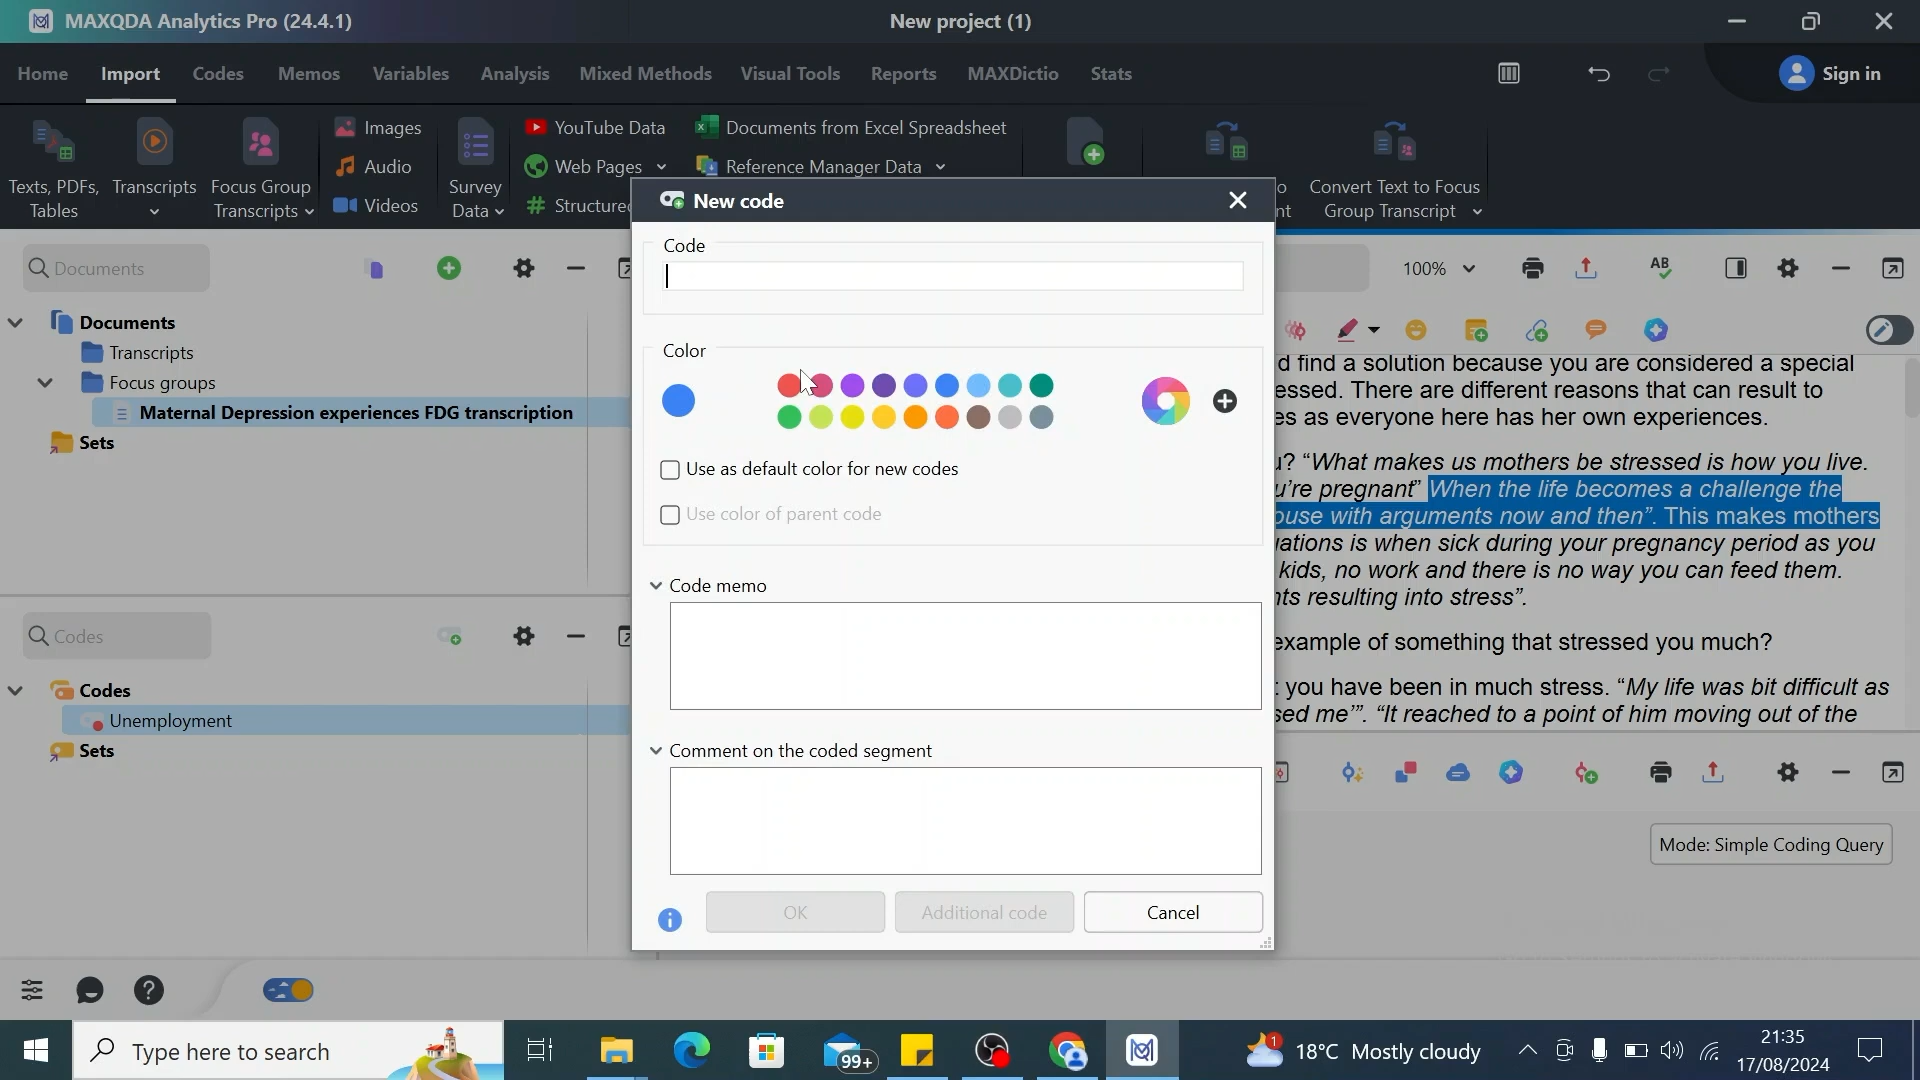 MAXQDA Analytics Pro (24.4.1)
New project (1)
Home
Import
Codes
Memos
Variables
Analysis
Mixed Methods
Visual Tools
Reports
MAXDictio
Stats
Sign in
Texts, PDFs,
Tables
Transcripts
Focus Group
Transcripts
Images
Audio
Videos
Survey
Data
YouTube Data
Web Pages
Structured
Documents from Excel Spreadsheet
Reference Manager Data
Convert Text to Focus
Group Transcript
New code
Code
Color
Use as default color for new codes
Use color of parent code
Code memo
Comment on the coded segment
OK
Additional code
Cancel
Documents
Documents
Transcripts
Focus groups
Maternal Depression experiences FDG transcription
Sets
Codes
Codes
Unemployment
Sets
100%
AB
d find a solution because you are considered a special
essed. There are different reasons that can result to
es as everyone here has her own experiences.
u? “What makes us mothers be stressed is how you live.
u’re pregnant” When the life becomes a challenge the
ouse with arguments now and then”. This makes mothers
ations is when sick during your pregnancy period as you
kids, no work and there is no way you can feed them.
nts resulting into stress”.
example of something that stressed you much?
you have been in much stress. “My life was bit difficult as
sed me’”. “It reached to a point of him moving out of the
Mode: Simple Coding Query
Type here to search
99+
1
18°C Mostly cloudy
21:35
17/08/2024